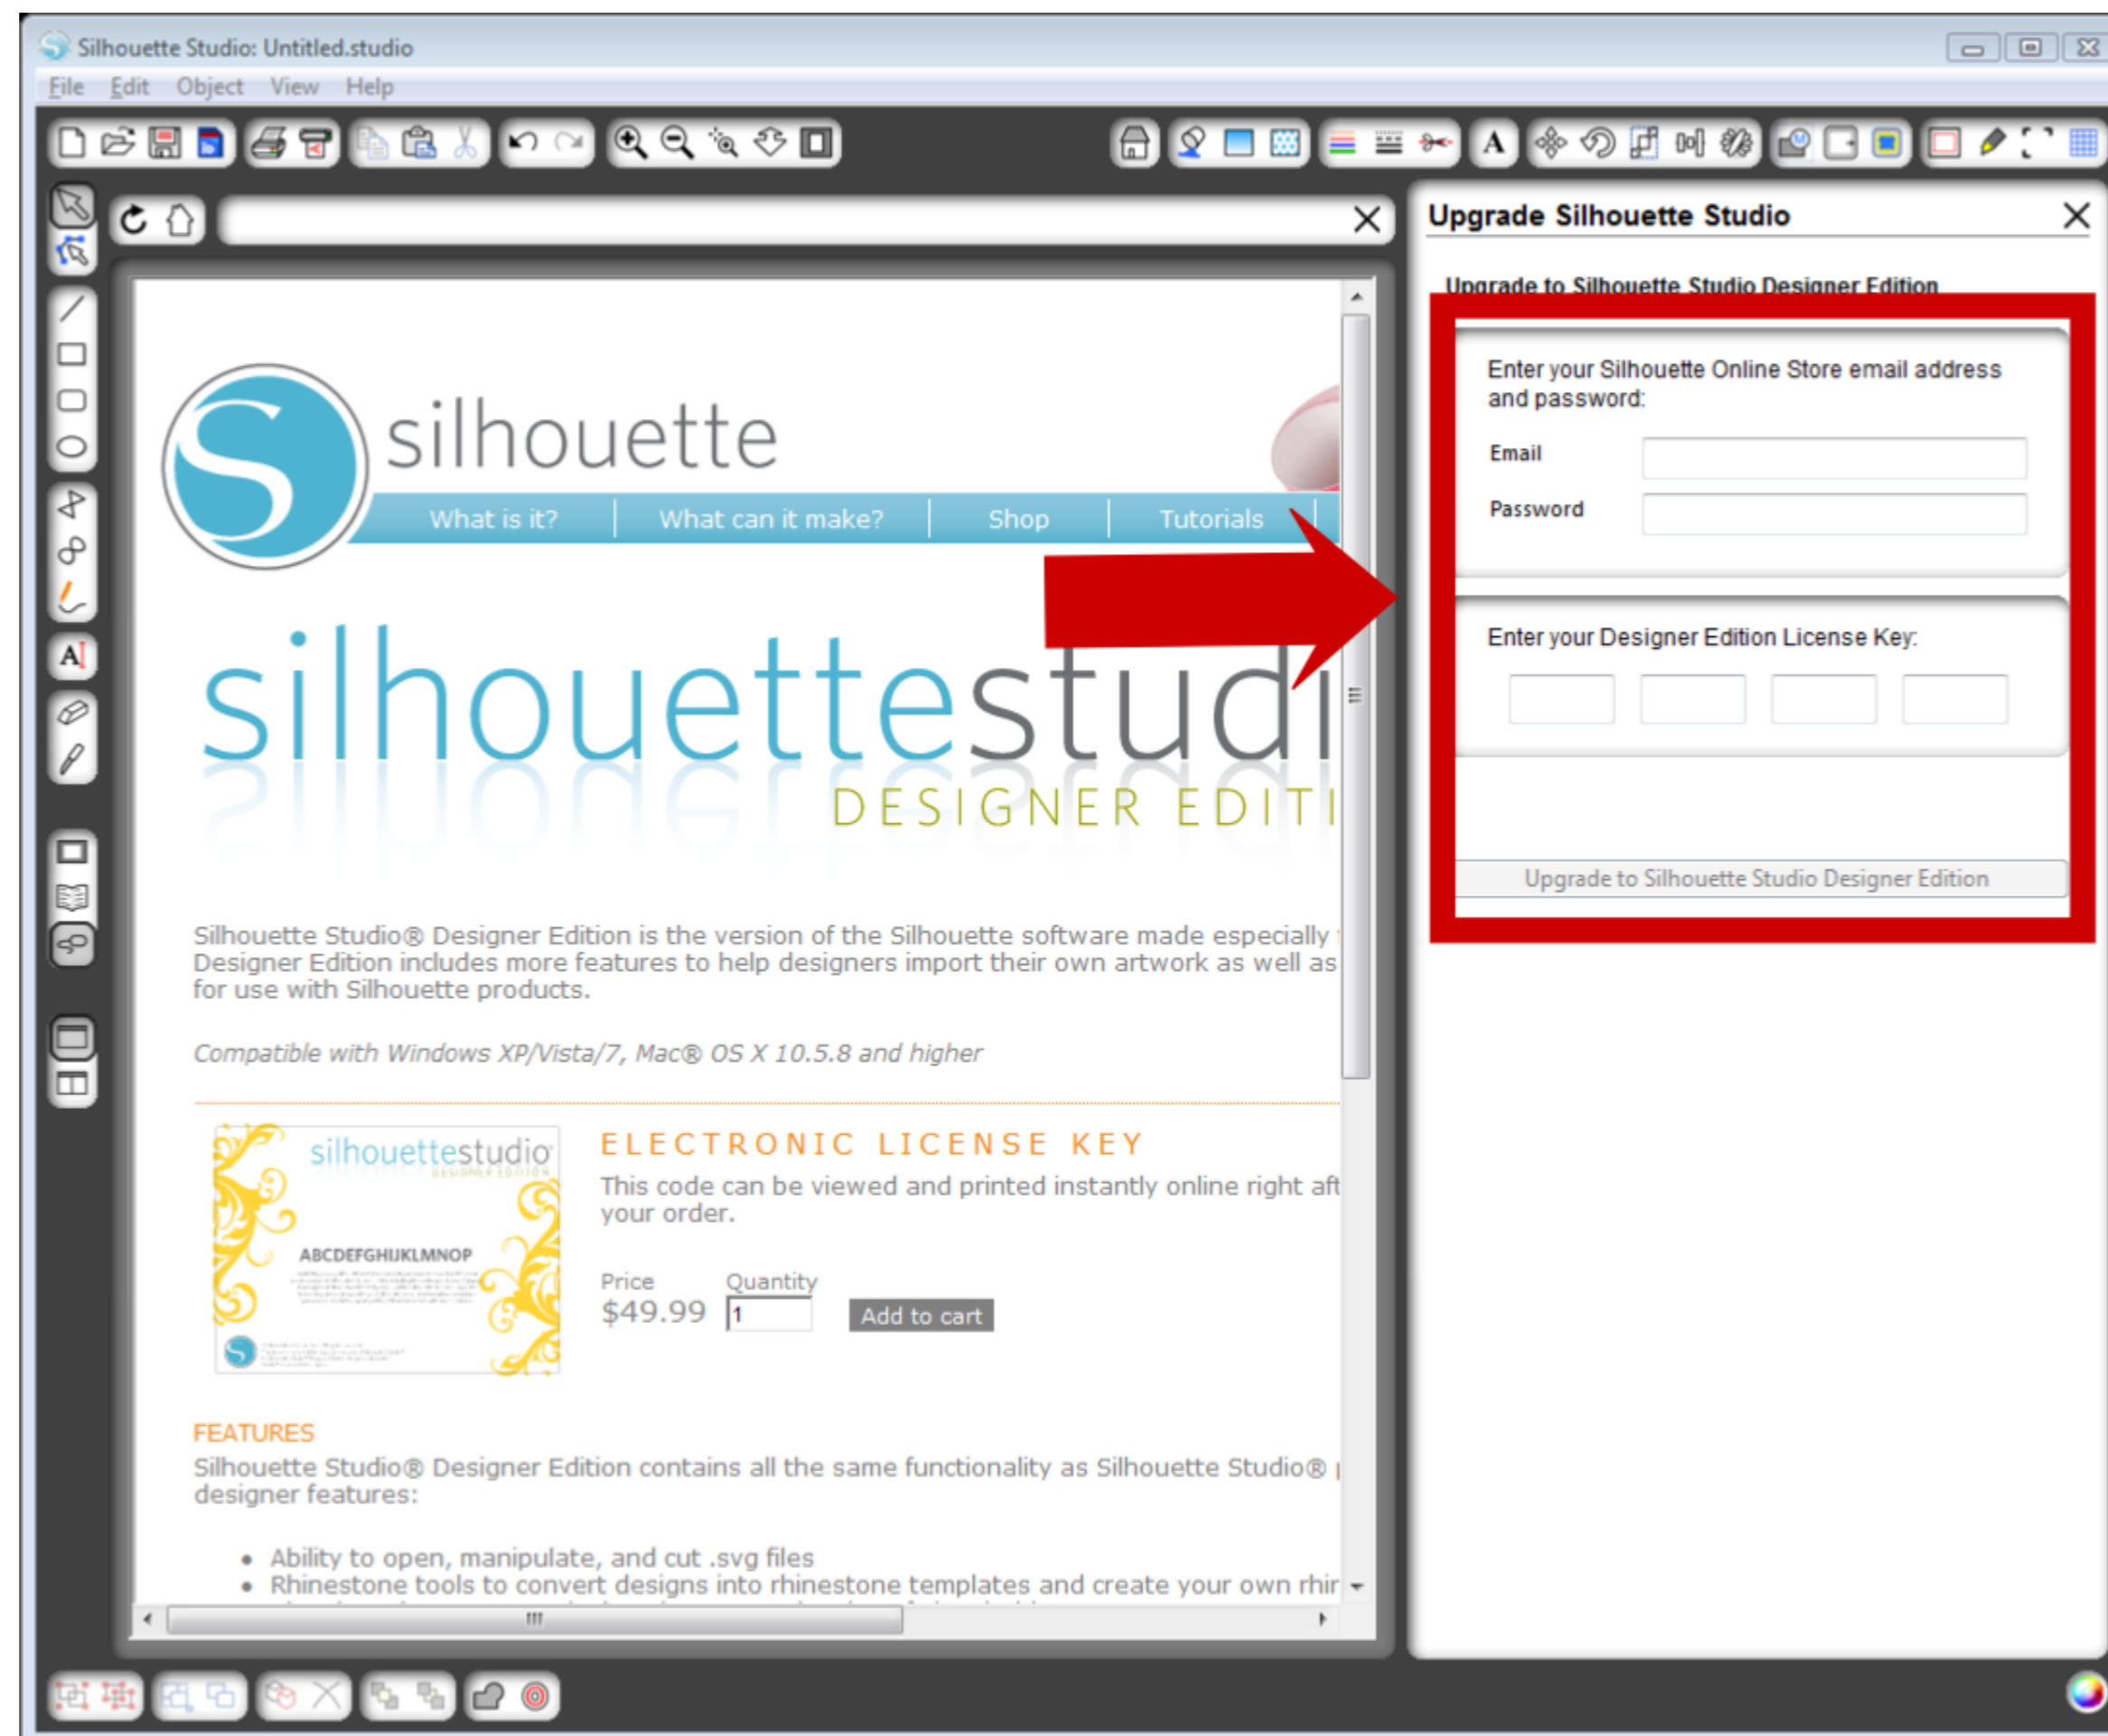 Silhouette Studio: Untitled.studio
File Edit Object View Help
Upgrade Silhouette Studio
Upgrade to Silhouette Studio Designer Edition
Enter your Silhouette Online Store email address
and password:
Email
Password
Enter your Designer Edition License Key:
Upgrade to Silhouette Studio Designer Edition
S silhouette
What is it? What can it make? Shop Tutorials
silhouettestudi
DESIGNER EDITI
Silhouette Studio® Designer Edition is the version of the Silhouette software made especially
Designer Edition includes more features to help designers import their own artwork as well as
for use with Silhouette products.
Compatible with Windows XP/Vista/7, Mac® OS X 10.5.8 and higher
silhouettestudio
DESIGNER EDITION
ABCDEFGHIJKLMNOP
S
ELECTRONIC LICENSE KEY
This code can be viewed and printed instantly online right aft
your order.
Price Quantity
$49.99 1 Add to cart
FEATURES
Silhouette Studio® Designer Edition contains all the same functionality as Silhouette Studio®
designer features:
• Ability to open, manipulate, and cut .svg files
• Rhinestone tools to convert designs into rhinestone templates and create your own rhir